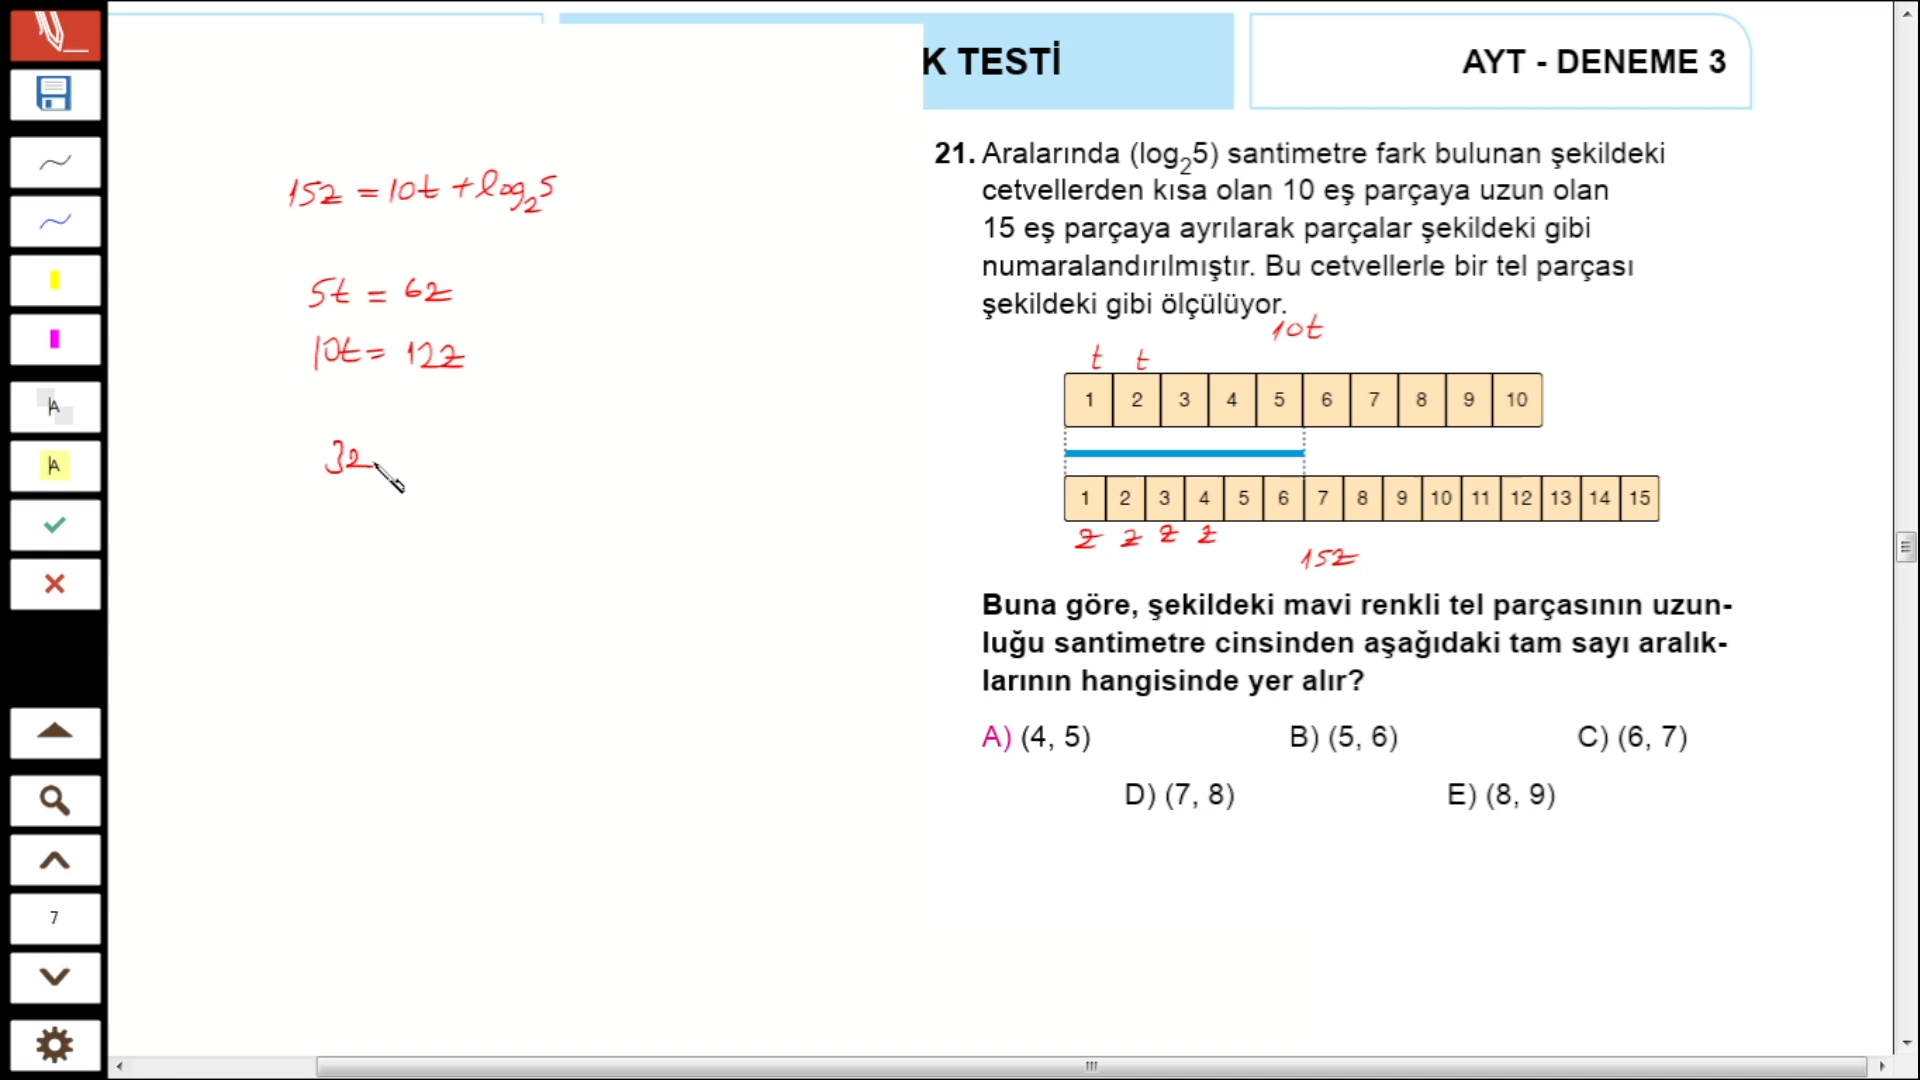 K TESTİ
AYT - DENEME 3
15z = 10t + log₂5
5t = 6z
10t = 12z
3z
21. Aralarında (log₂5) santimetre fark bulunan şekildeki
cetvellerden kısa olan 10 eş parçaya uzun olan
15 eş parçaya ayrılarak parçalar şekildeki gibi
numaralandırılmıştır. Bu cetvellerle bir tel parçası
şekildeki gibi ölçülüyor.
10t
t t
1 2 3 4 5 6 7 8 9 10
1 2 3 4 5 6 7 8 9 10 11 12 13 14 15
z z z z
15z
Buna göre, şekildeki mavi renkli tel parçasının uzun-
luğu santimetre cinsinden aşağıdaki tam sayı aralık-
larının hangisinde yer alır?
A) (4, 5) B) (5, 6) C) (6, 7)
D) (7, 8) E) (8, 9)
A
A
7